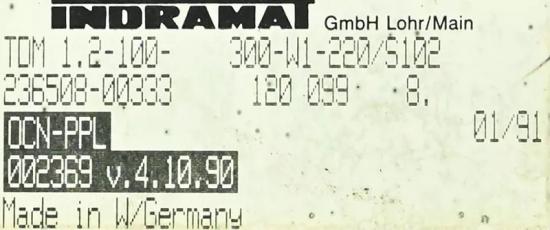 INDRAMAT GmbH Lohr/Main
TDM 1.2-100- 300-W1-220/S102
236508-00333 120 099 8.
01/91
OCN-PPL
002369 v.4.10.90
Made in W/Germany